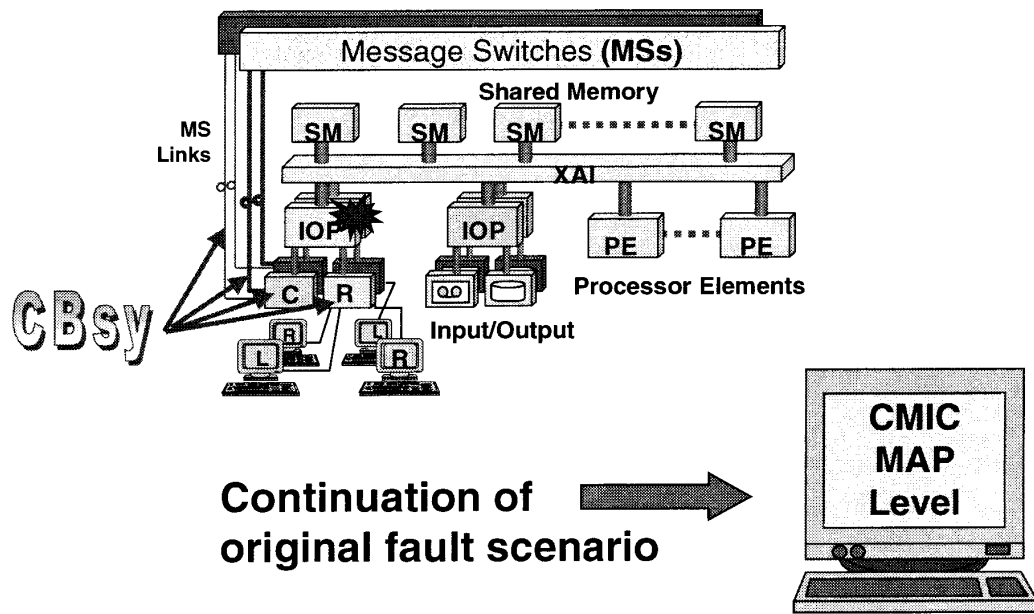 Message Switches (MSs)
Shared Memory
MS
Links
SM SM SM SM
XAI
IOP IOP PE PE
C R
Processor Elements
CBsy
Input/Output
R L
L R
CMIC
MAP
Level
Continuation of
original fault scenario